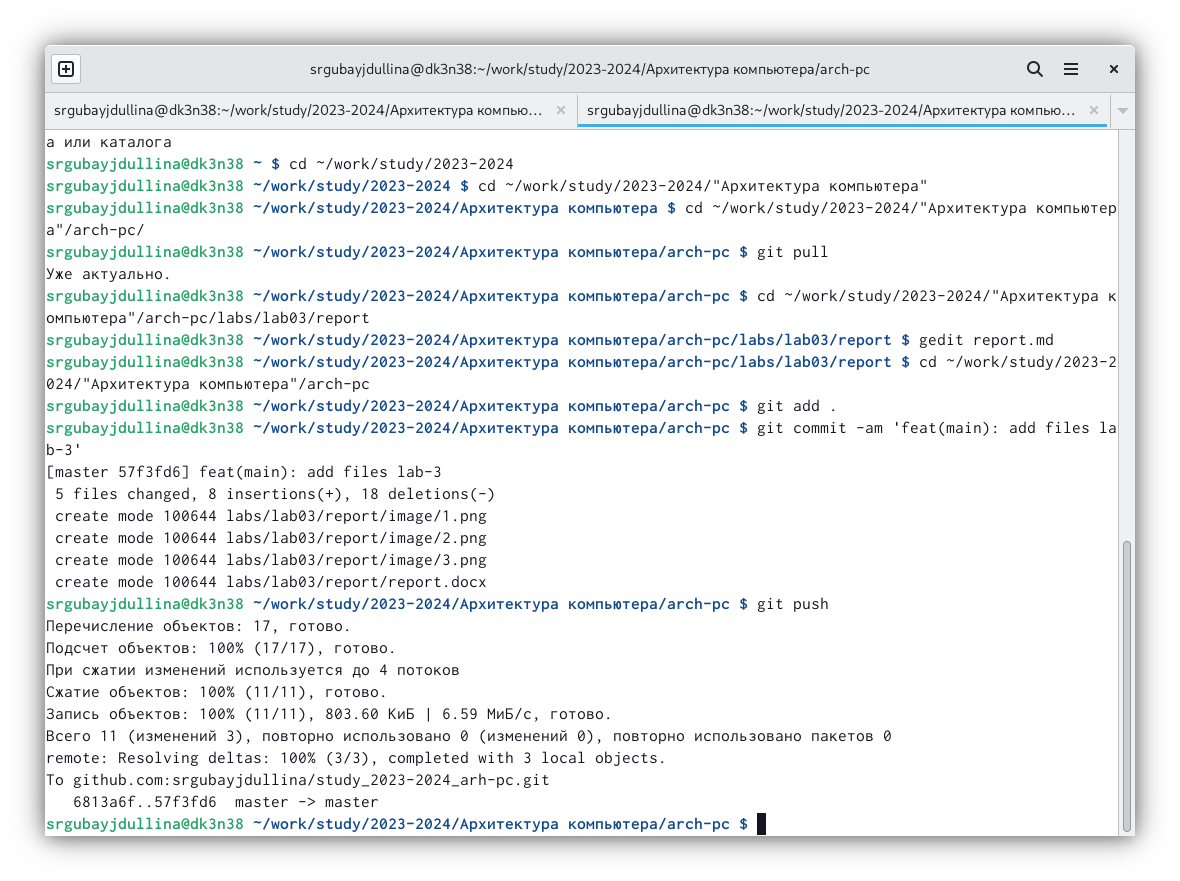 srgubayjdullina@dk3n38:~/work/study/2023-2024/Архитектура компьютера/arch-pc
srgubayjdullina@dk3n38:~/work/study/2023-2024/Архитектура компью...
srgubayjdullina@dk3n38:~/work/study/2023-2024/Архитектура компью...
а или каталога
srgubayjdullina@dk3n38 ~ $ cd ~/work/study/2023-2024
srgubayjdullina@dk3n38 ~/work/study/2023-2024 $ cd ~/work/study/2023-2024/"Архитектура компьютера"
srgubayjdullina@dk3n38 ~/work/study/2023-2024/Архитектура компьютера $ cd ~/work/study/2023-2024/"Архитектура компьютер
а"/arch-pc/
srgubayjdullina@dk3n38 ~/work/study/2023-2024/Архитектура компьютера/arch-pc $ git pull
Уже актуально.
srgubayjdullina@dk3n38 ~/work/study/2023-2024/Архитектура компьютера/arch-pc $ cd ~/work/study/2023-2024/"Архитектура к
омпьютера"/arch-pc/labs/lab03/report
srgubayjdullina@dk3n38 ~/work/study/2023-2024/Архитектура компьютера/arch-pc/labs/lab03/report $ gedit report.md
srgubayjdullina@dk3n38 ~/work/study/2023-2024/Архитектура компьютера/arch-pc/labs/lab03/report $ cd ~/work/study/2023-2
024/"Архитектура компьютера"/arch-pc
srgubayjdullina@dk3n38 ~/work/study/2023-2024/Архитектура компьютера/arch-pc $ git add .
srgubayjdullina@dk3n38 ~/work/study/2023-2024/Архитектура компьютера/arch-pc $ git commit -am 'feat(main): add files la
b-3'
[master 57f3fd6] feat(main): add files lab-3
 5 files changed, 8 insertions(+), 18 deletions(-)
 create mode 100644 labs/lab03/report/image/1.png
 create mode 100644 labs/lab03/report/image/2.png
 create mode 100644 labs/lab03/report/image/3.png
 create mode 100644 labs/lab03/report/report.docx
srgubayjdullina@dk3n38 ~/work/study/2023-2024/Архитектура компьютера/arch-pc $ git push
Перечисление объектов: 17, готово.
Подсчет объектов: 100% (17/17), готово.
При сжатии изменений используется до 4 потоков
Сжатие объектов: 100% (11/11), готово.
Запись объектов: 100% (11/11), 803.60 КиБ | 6.59 МиБ/с, готово.
Всего 11 (изменений 3), повторно использовано 0 (изменений 0), повторно использовано пакетов 0
remote: Resolving deltas: 100% (3/3), completed with 3 local objects.
To github.com:srgubayjdullina/study_2023-2024_arh-pc.git
   6813a6f..57f3fd6  master -> master
srgubayjdullina@dk3n38 ~/work/study/2023-2024/Архитектура компьютера/arch-pc $